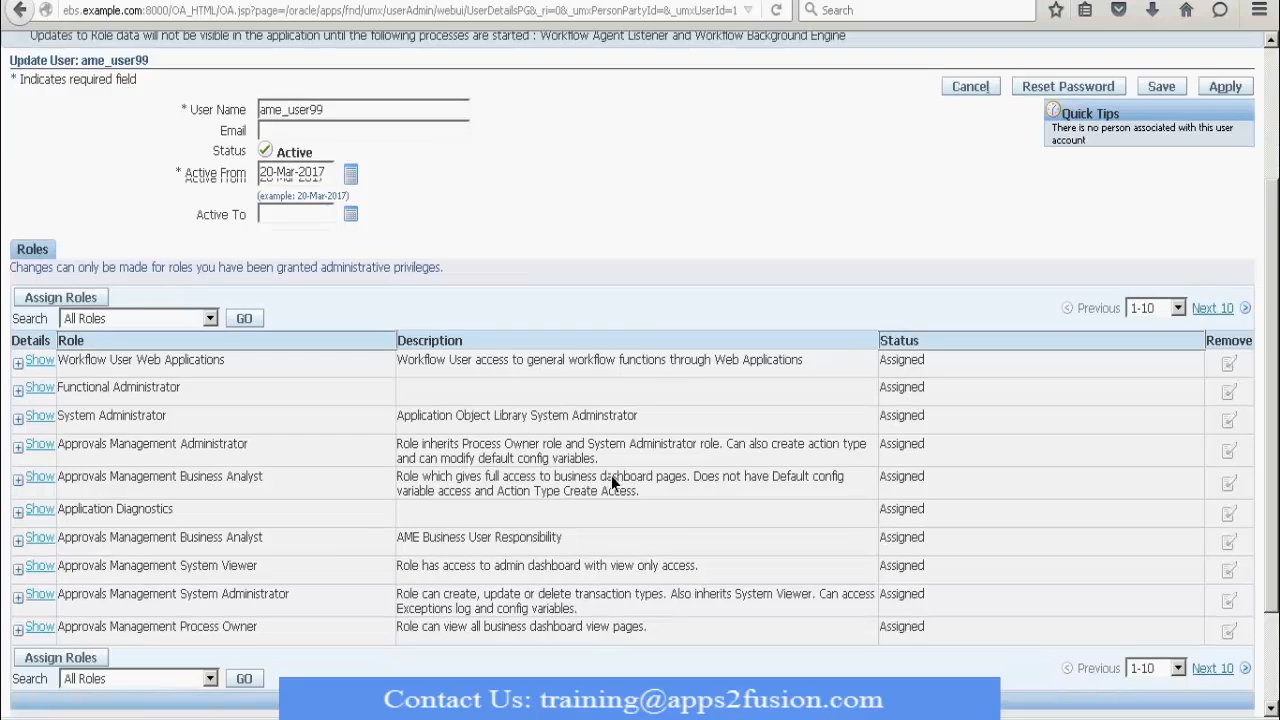 ebs.example.com:8000/OA_HTML/OA.jsp?page=/oracle/apps/fnd/umx/userAdmin/webui/UserDetailsPG&_ri=0&_umxPersonPartyId=&_umxUserId=1
Search
Updates to Role data will not be visible in the application until the following processes are started : Workflow Agent Listener and Workflow Background Engine
Update User: ame_user99
* Indicates required field
Cancel Reset Password Save Apply
* User Name ame_user99
Quick Tips
There is no person associated with this user account
Email
Status Active
* Active From 20-Mar-2017
(example: 20-Mar-2017)
Active To
Roles
Changes can only be made for roles you have been granted administrative privileges.
Assign Roles
Search All Roles GO
Previous 1-10 Next 10
Details Role Description Status Remove
Show Workflow User Web Applications Workflow User access to general workflow functions through Web Applications Assigned
Show Functional Administrator Assigned
Show System Administrator Application Object Library System Adminstrator Assigned
Show Approvals Management Administrator Role inherits Process Owner role and System Administrator role. Can also create action type Assigned
and can modify default config variables.
Show Approvals Management Business Analyst Role which gives full access to business dashboard pages. Does not have Default config Assigned
variable access and Action Type Create Access.
Show Application Diagnostics Assigned
Show Approvals Management Business Analyst AME Business User Responsibility Assigned
Show Approvals Management System Viewer Role has access to admin dashboard with view only access. Assigned
Show Approvals Management System Administrator Role can create, update or delete transaction types. Also inherits System Viewer. Can access Assigned
Exceptions log and config variables.
Show Approvals Management Process Owner Role can view all business dashboard view pages. Assigned
Assign Roles
Search All Roles GO
Previous 1-10 Next 10
Contact Us: training@apps2fusion.com